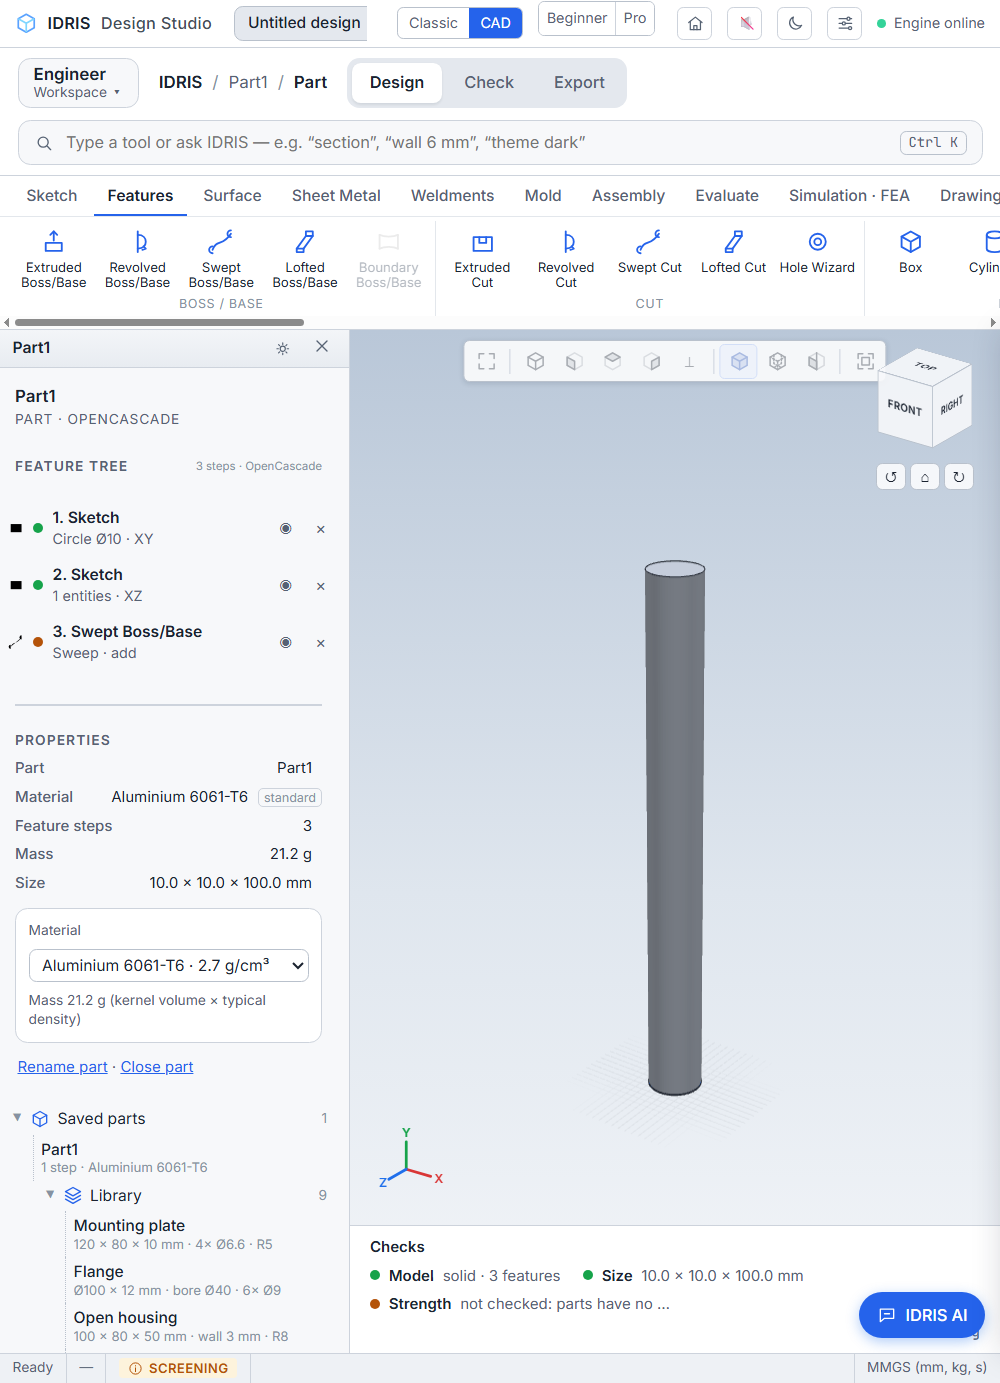 IDRIS Design Studio Untitled design Classic CAD Beginner Pro Engine online
Engineer
Workspace
IDRIS / Part1 / Part Design Check Export
Type a tool or ask IDRIS — e.g. “section”, “wall 6 mm”, “theme dark” Ctrl K
Sketch Features Surface Sheet Metal Weldments Mold Assembly Evaluate Simulation · FEA Drawing
Extruded Boss/Base
Revolved Boss/Base
Swept Boss/Base
Lofted Boss/Base
Boundary Boss/Base
BOSS / BASE
Extruded Cut
Revolved Cut
Swept Cut
Lofted Cut
Hole Wizard
CUT
Box
Cylin
Part1
Part1
PART · OPENCASCADE
FEATURE TREE 3 steps · OpenCascade
1. Sketch
Circle Ø10 · XY
2. Sketch
1 entities · XZ
3. Swept Boss/Base
Sweep · add
PROPERTIES
Part Part1
Material Aluminium 6061-T6 standard
Feature steps 3
Mass 21.2 g
Size 10.0 × 10.0 × 100.0 mm
Material
Aluminium 6061-T6 · 2.7 g/cm³
Mass 21.2 g (kernel volume × typical
density)
Rename part · Close part
Saved parts 1
Part1
1 step · Aluminium 6061-T6
Library 9
Mounting plate
120 × 80 × 10 mm · 4× Ø6.6 · R5
Flange
Ø100 × 12 mm · bore Ø40 · 6× Ø9
Open housing
100 × 80 × 50 mm · wall 3 mm · R8
TOP
FRONT
RIGHT
Y
Z
X
Checks
Model solid · 3 features Size 10.0 × 10.0 × 100.0 mm
Strength not checked: parts have no ...
IDRIS AI
Ready — SCREENING MMGS (mm, kg, s)